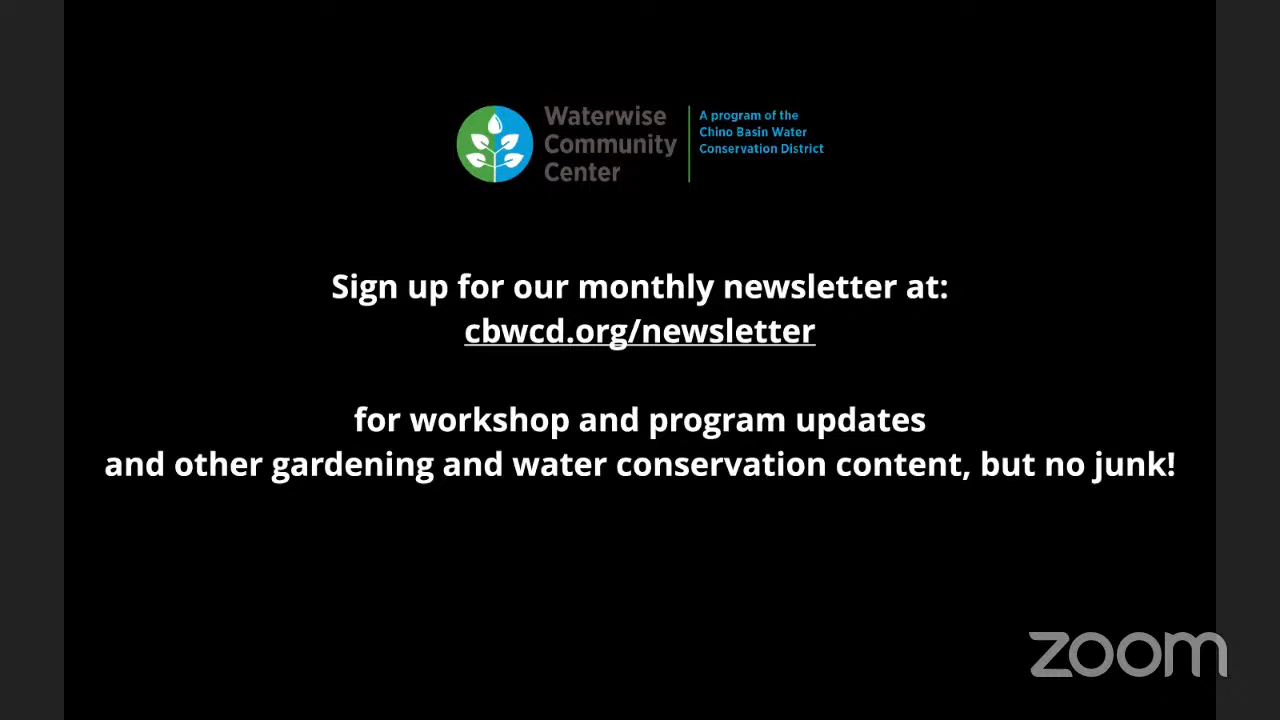 Waterwise
Community
Center
A program of the
Chino Basin Water
Conservation District
Sign up for our monthly newsletter at:
cbwcd.org/newsletter
for workshop and program updates
and other gardening and water conservation content, but no junk!
zoom